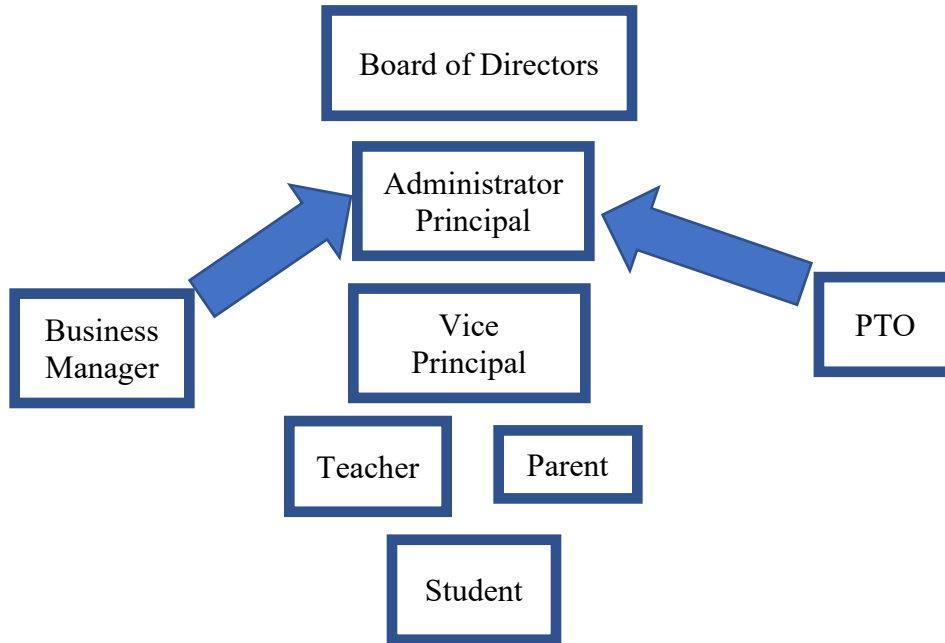 Board of Directors
Administrator
Principal
Business
Manager
Vice
Principal
PTO
Teacher
Parent
Student